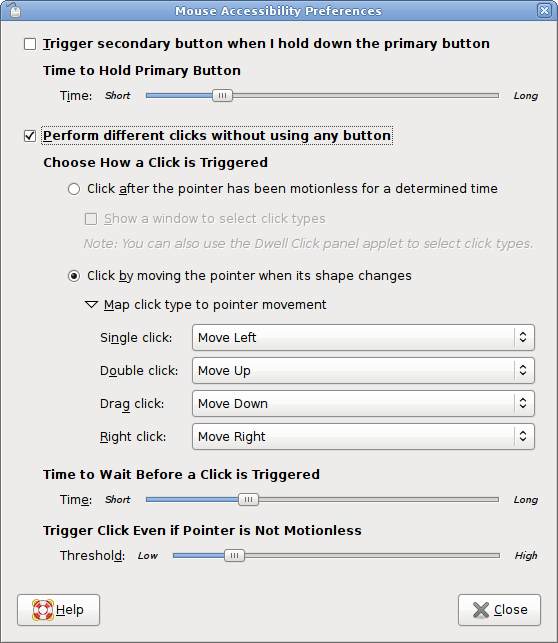 Mouse Accessibility Preferences
Trigger secondary button when I hold down the primary button
Time to Hold Primary Button
Time: Short Long
Perform different clicks without using any button
Choose How a Click is Triggered
Click after the pointer has been motionless for a determined time
Show a window to select click types
Note: You can also use the Dwell Click panel applet to select click types.
Click by moving the pointer when its shape changes
Map click type to pointer movement
Single click: Move Left
Double click: Move Up
Drag click: Move Down
Right click: Move Right
Time to Wait Before a Click is Triggered
Time: Short Long
Trigger Click Even if Pointer is Not Motionless
Threshold: Low High
Help Close